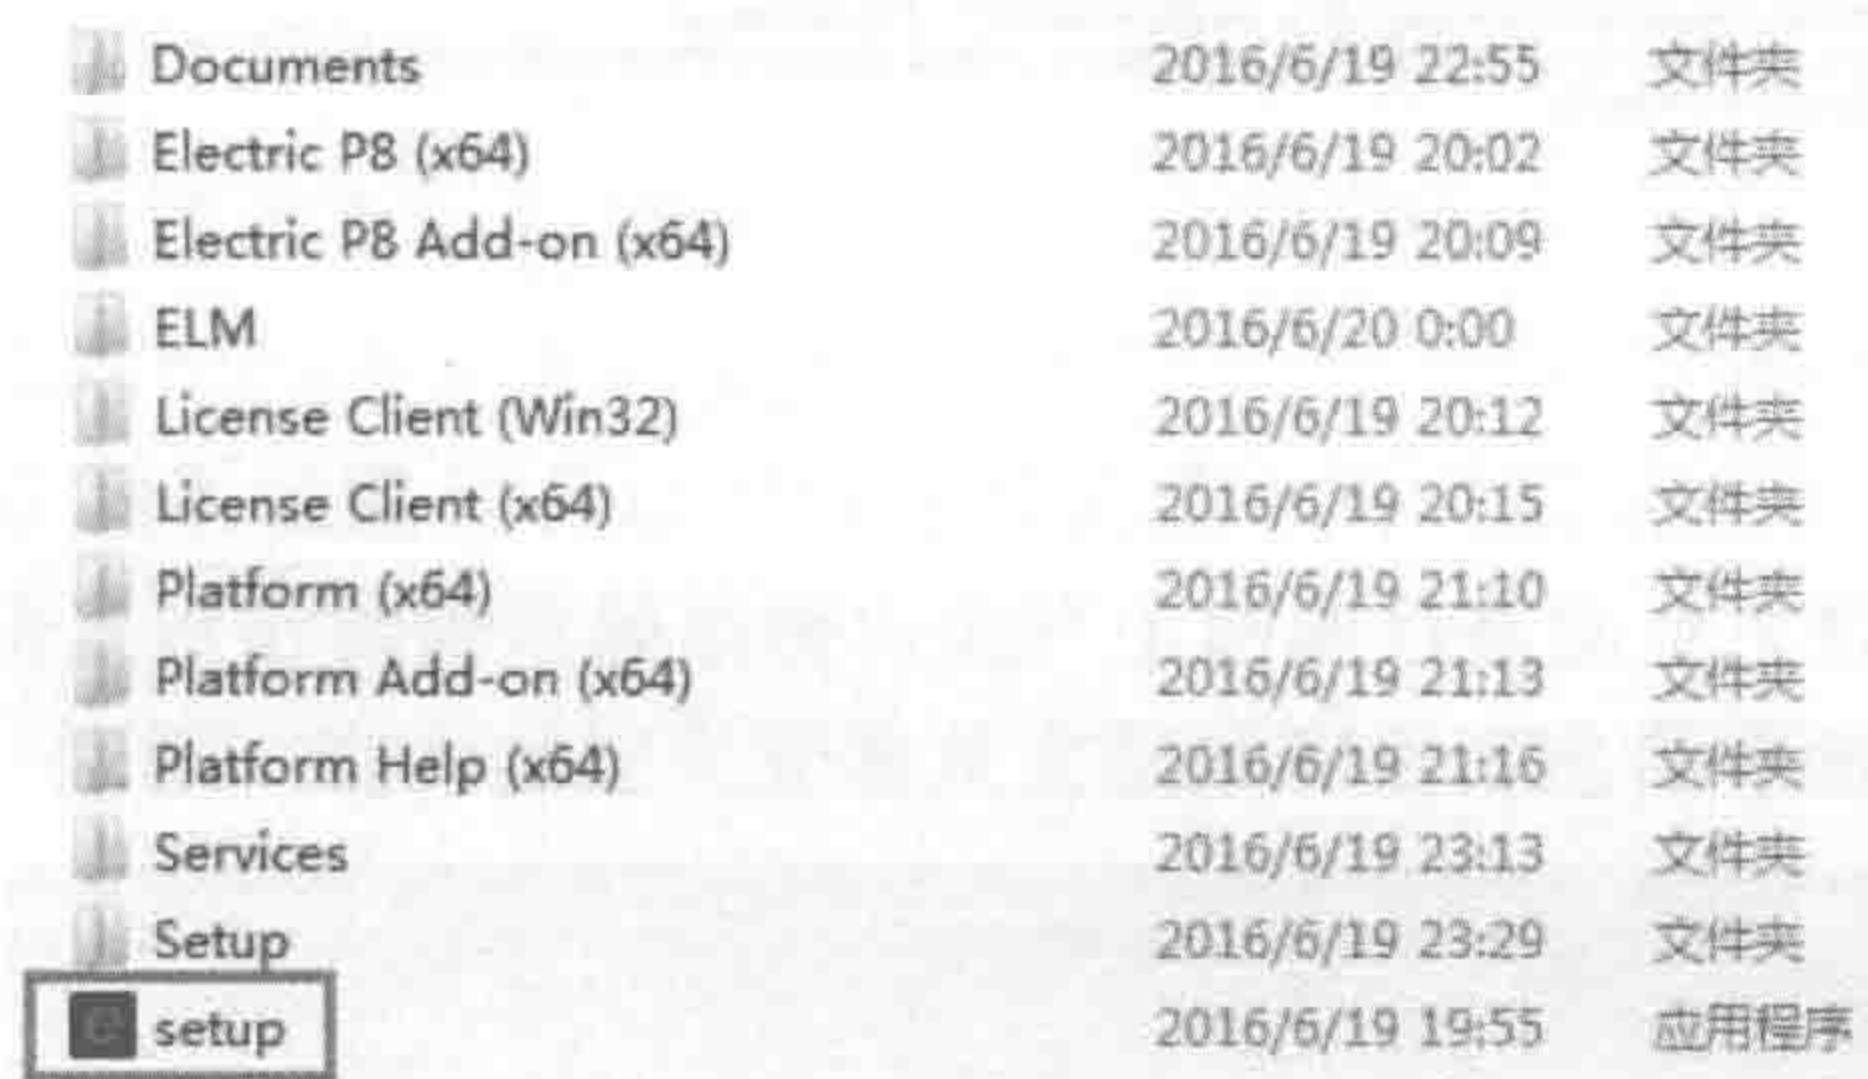 Documents 2016/6/19 22:55 文件夹
Electric P8 (x64) 2016/6/19 20:02 文件夹
Electric P8 Add-on (x64) 2016/6/19 20:09 文件夹
ELM 2016/6/20 0:00 文件夹
License Client (Win32) 2016/6/19 20:12 文件夹
License Client (x64) 2016/6/19 20:15 文件夹
Platform (x64) 2016/6/19 21:10 文件夹
Platform Add-on (x64) 2016/6/19 21:13 文件夹
Platform Help (x64) 2016/6/19 21:16 文件夹
Services 2016/6/19 23:13 文件夹
Setup 2016/6/19 23:29 文件夹
setup 2016/6/19 19:55 应用程序